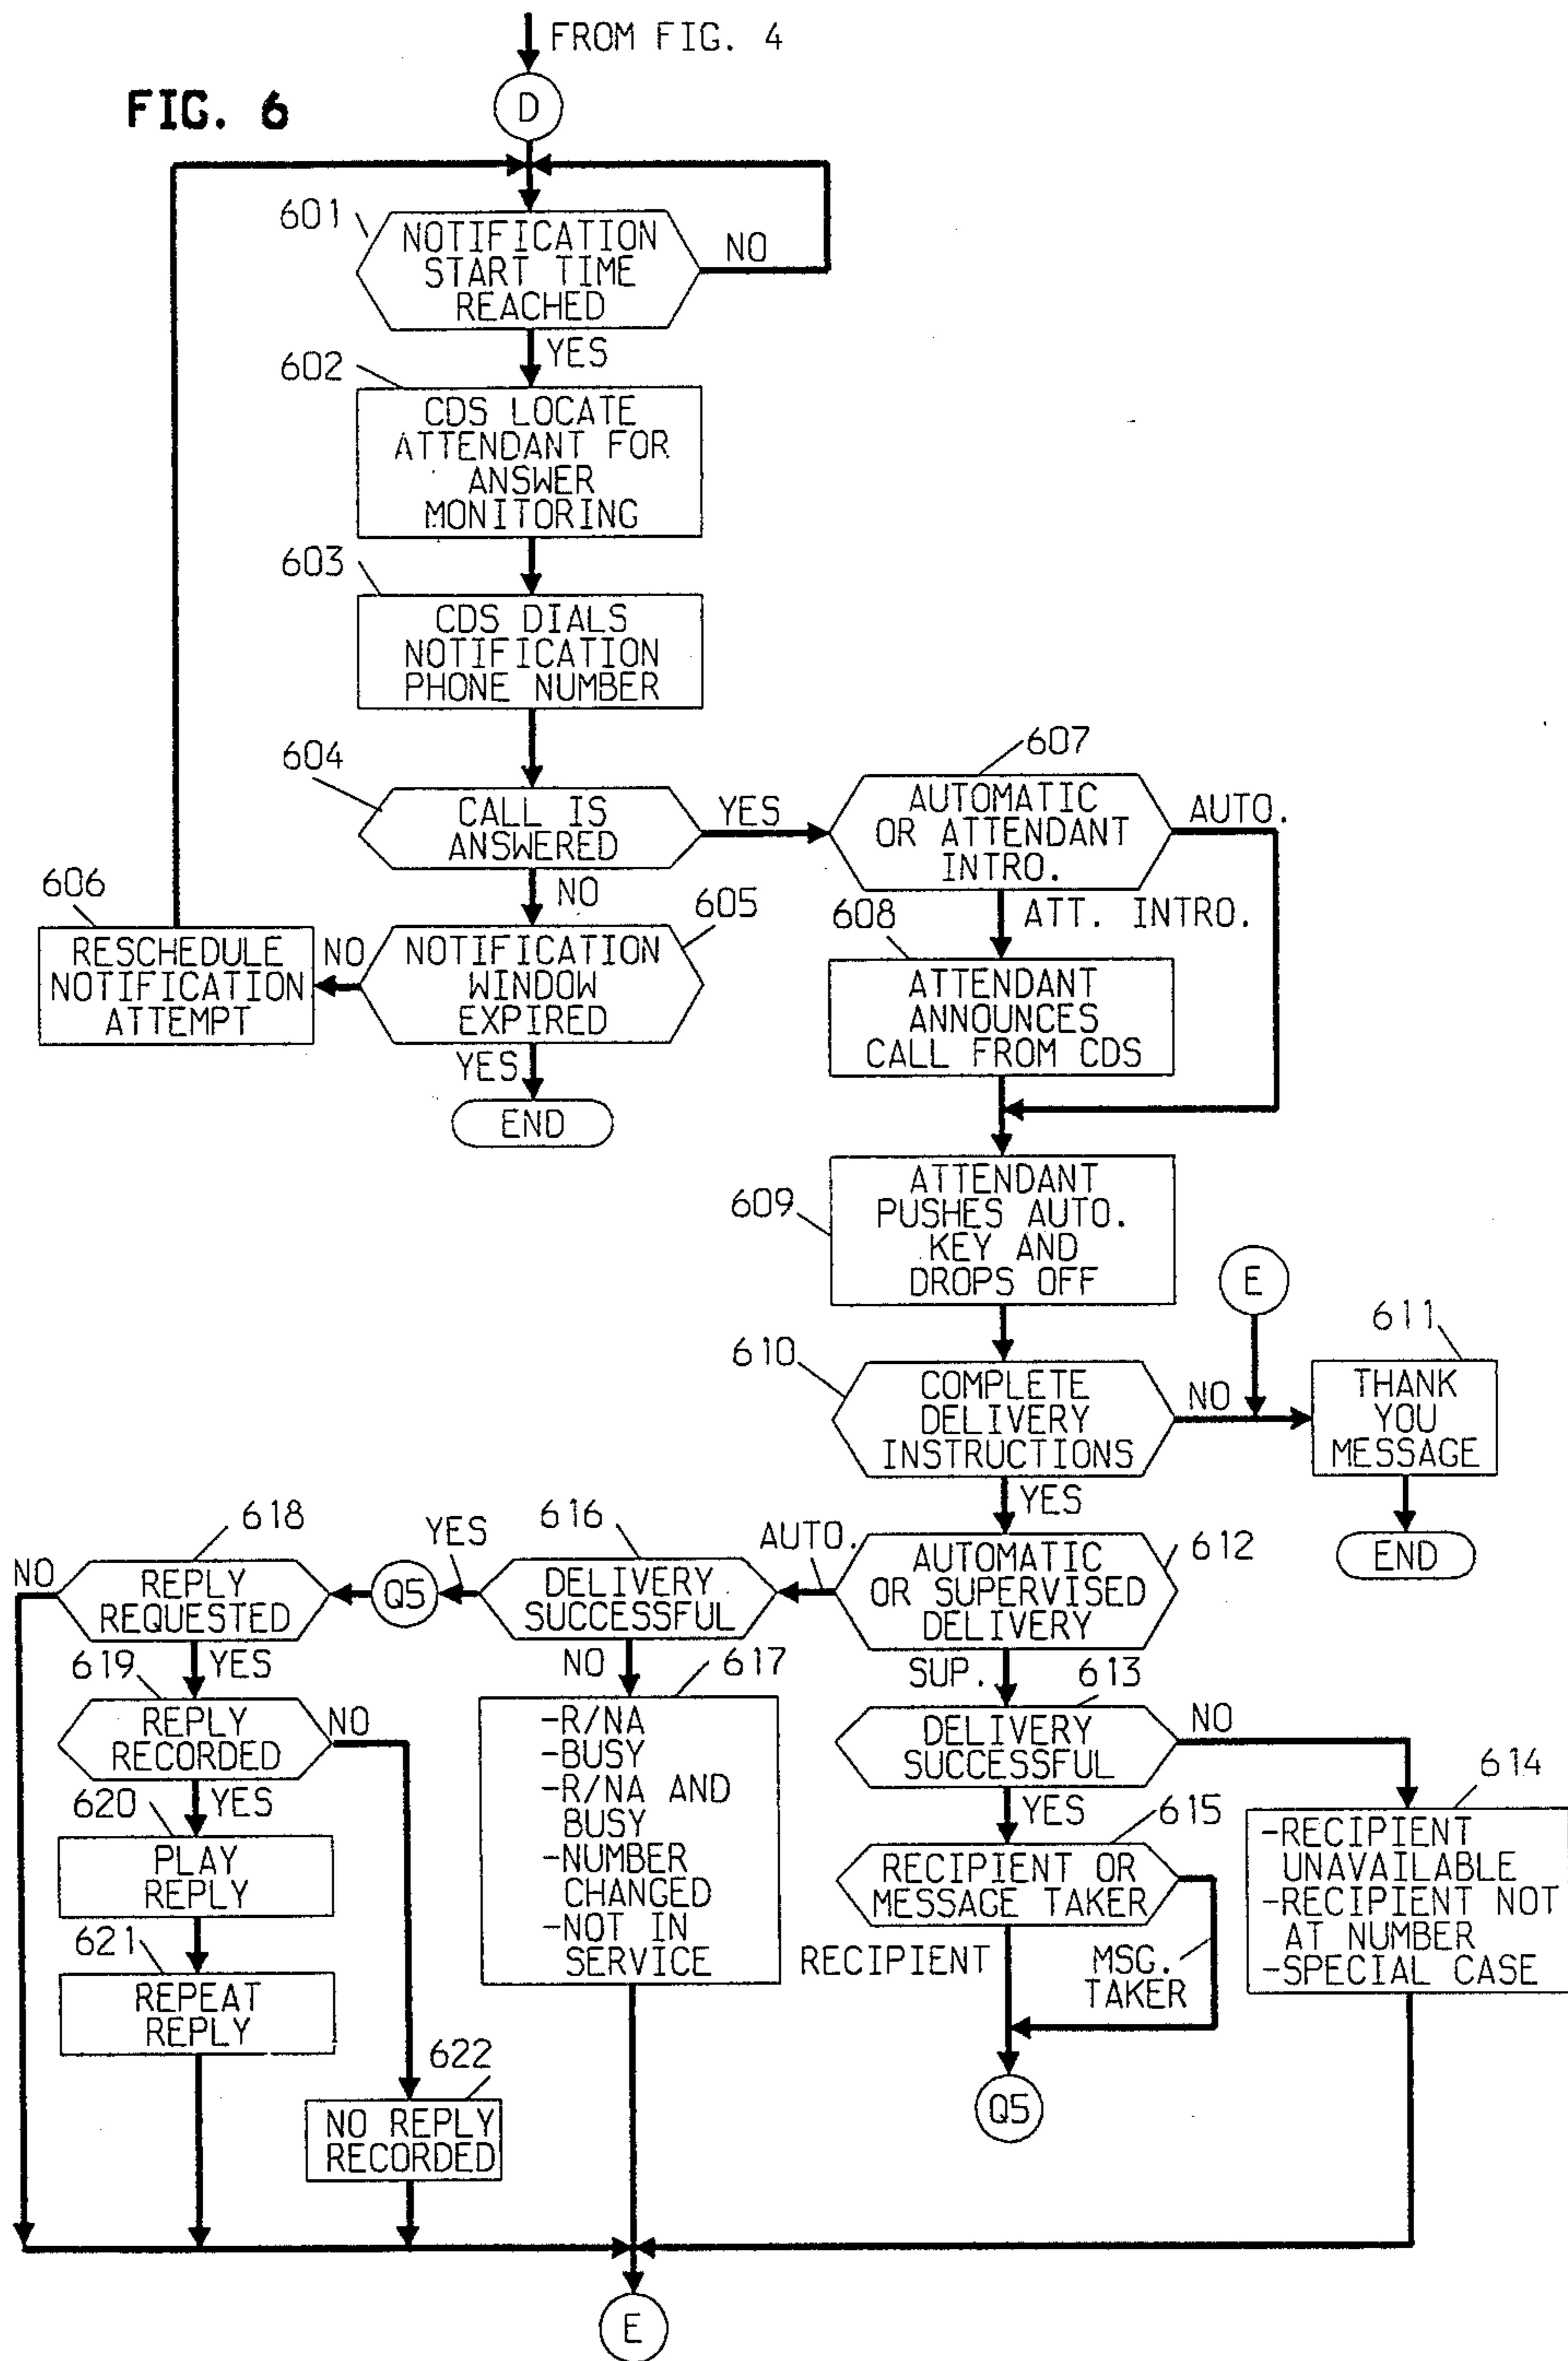 FROM FIG. 4
FIG. 6
D
601
NOTIFICATION
START TIME
REACHED
NO
YES
602
CDS LOCATE
ATTENDANT FOR
ANSWER
MONITORING
603
CDS DIALS
NOTIFICATION
PHONE NUMBER
604
CALL IS
ANSWERED
YES
NO
607
AUTOMATIC
OR ATTENDANT
INTRO.
AUTO.
ATT. INTRO.
606
RESCHEDULE
NOTIFICATION
ATTEMPT
NO
605
NOTIFICATION
WINDOW
EXPIRED
YES
END
608
ATTENDANT
ANNOUNCES
CALL FROM CDS
609
ATTENDANT
PUSHES AUTO.
KEY AND
DROPS OFF
E
610
COMPLETE
DELIVERY
INSTRUCTIONS
NO
YES
611
THANK
YOU
MESSAGE
END
612
AUTOMATIC
OR SUPERVISED
DELIVERY
AUTO.
SUP.
616
DELIVERY
SUCCESSFUL
YES
NO
Q5
618
REPLY
REQUESTED
NO
YES
619
REPLY
RECORDED
NO
YES
620
PLAY
REPLY
621
REPEAT
REPLY
622
NO REPLY
RECORDED
617
-R/NA
-BUSY
-R/NA AND
BUSY
-NUMBER
CHANGED
-NOT IN
SERVICE
613
DELIVERY
SUCCESSFUL
NO
YES
614
-RECIPIENT
UNAVAILABLE
-RECIPIENT NOT
AT NUMBER
-SPECIAL CASE
615
RECIPIENT OR
MESSAGE TAKER
RECIPIENT
MSG.
TAKER
Q5
E